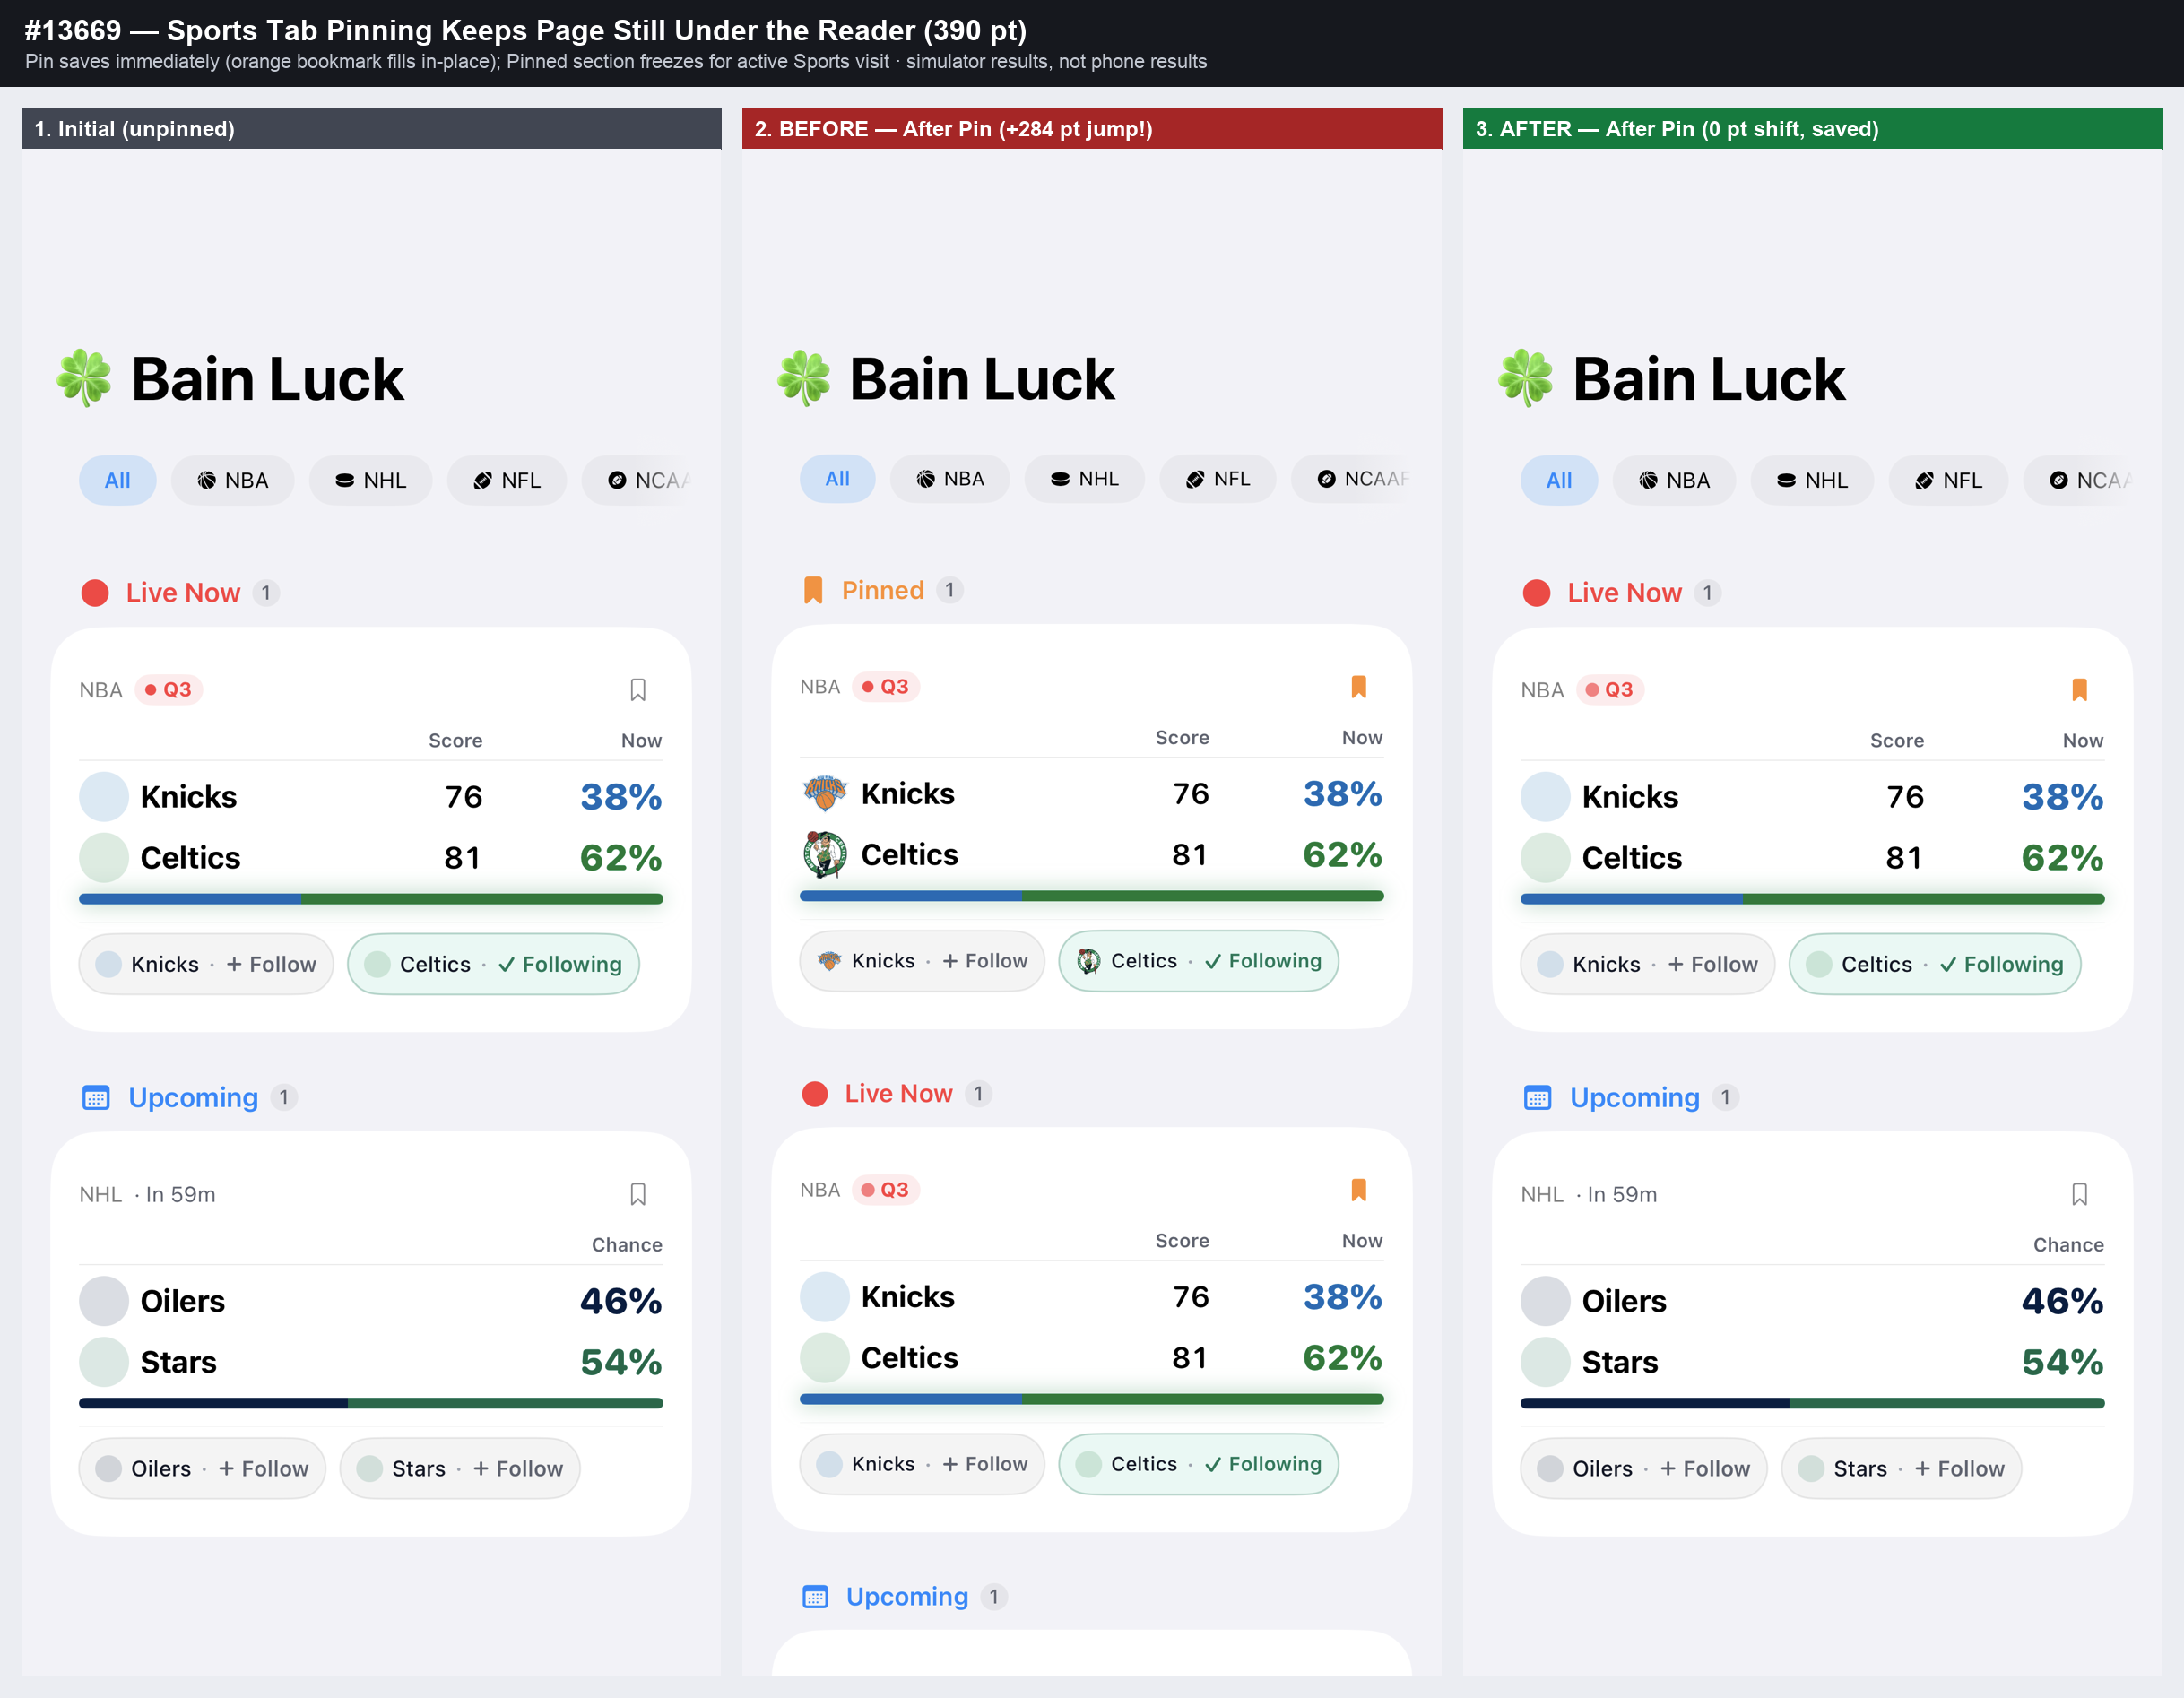 #13669 — Sports Tab Pinning Keeps Page Still Under the Reader (390 pt)
Pin saves immediately (orange bookmark fills in-place); Pinned section freezes for active Sports visit · simulator results, not phone results
1. Initial (unpinned)
Bain Luck
All NBA NHL NFL NCAA
Live Now 1
NBA Q3
Score Now
Knicks 76 38%
Celtics 81 62%
Knicks · + Follow Celtics · ✓ Following
Upcoming 1
NHL · In 59m
Chance
Oilers 46%
Stars 54%
Oilers · + Follow Stars · + Follow
2. BEFORE — After Pin (+284 pt jump!)
Bain Luck
All NBA NHL NFL NCAAF
Pinned 1
NBA Q3
Score Now
Knicks 76 38%
Celtics 81 62%
Knicks · + Follow Celtics · ✓ Following
Live Now 1
NBA Q3
Score Now
Knicks 76 38%
Celtics 81 62%
Knicks · + Follow Celtics · ✓ Following
Upcoming 1
3. AFTER — After Pin (0 pt shift, saved)
Bain Luck
All NBA NHL NFL NCAA
Live Now 1
NBA Q3
Score Now
Knicks 76 38%
Celtics 81 62%
Knicks · + Follow Celtics · ✓ Following
Upcoming 1
NHL · In 59m
Chance
Oilers 46%
Stars 54%
Oilers · + Follow Stars · + Follow